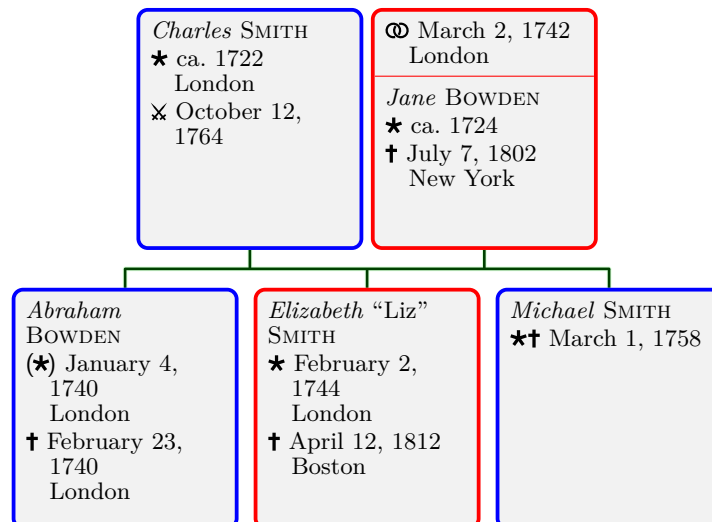 Charles SMITH
* ca. 1722
London
⚔ October 12,
1764
⚭ March 2, 1742
London
Jane BOWDEN
* ca. 1724
† July 7, 1802
New York
Abraham
BOWDEN
(*) January 4,
1740
London
† February 23,
1740
London
Elizabeth “Liz”
SMITH
* February 2,
1744
London
† April 12, 1812
Boston
Michael SMITH
*† March 1, 1758